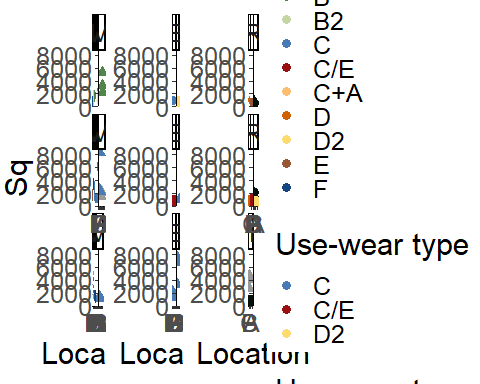 8000 8000 8000
6000 6000 6000
4000 4000 4000
2000 2000 2000
0 0 0
8000 8000 8000
6000 6000 6000
4000 4000 4000
2000 2000 2000
0 0 0
8000 8000 8000
6000 6000 6000
4000 4000 4000
2000 2000 2000
0 0 0
Sq
Loca Loca Location
B2
C
C/E
C+A
D
D2
E
F
Use-wear type
C
C/E
D2